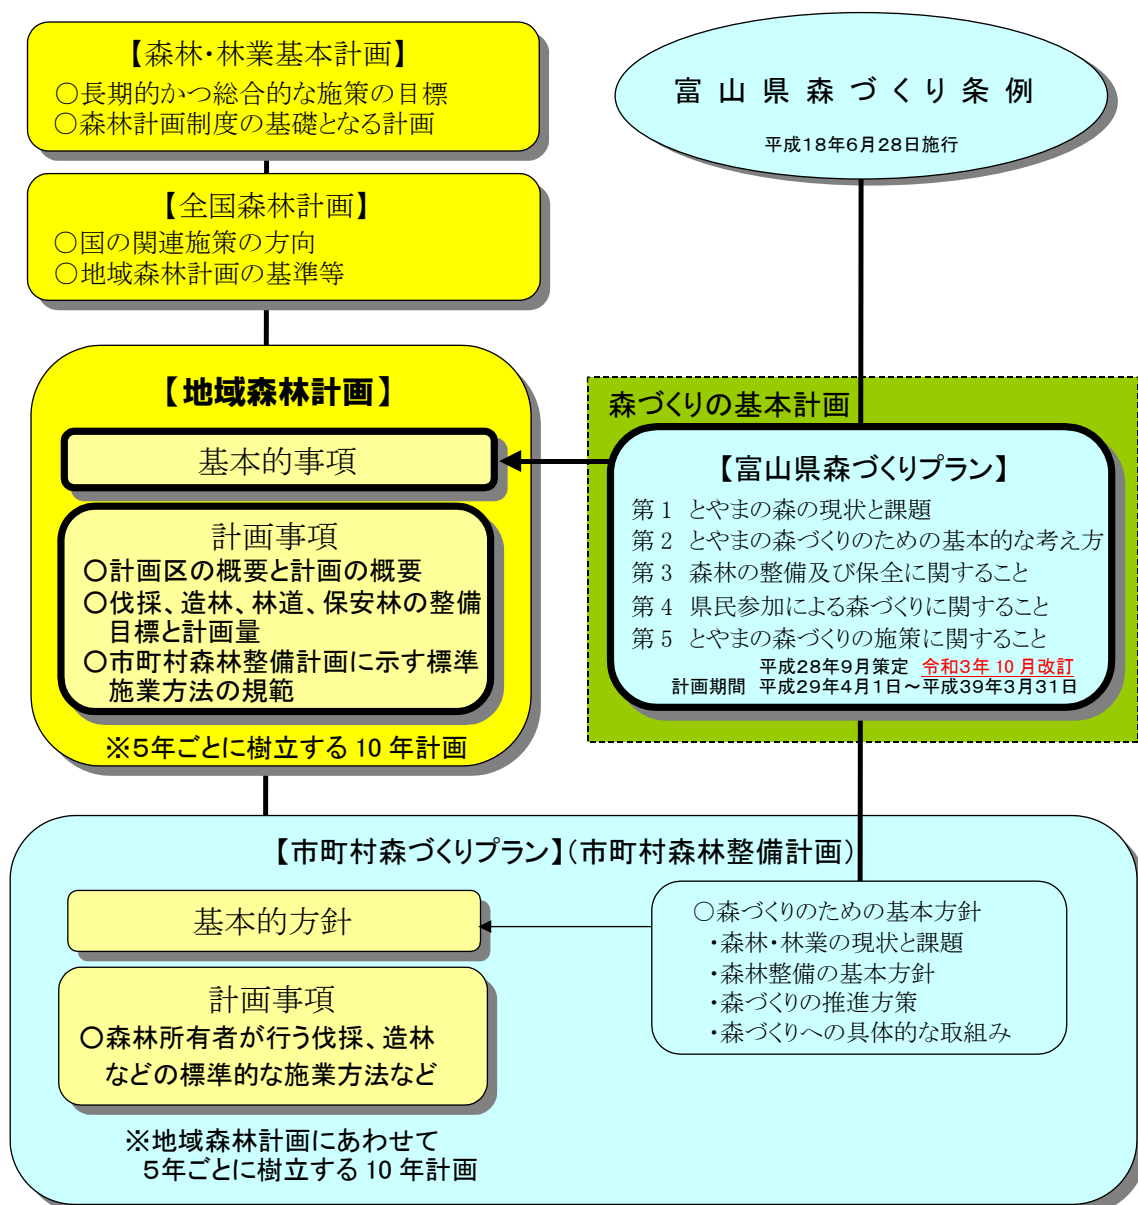 【森林・林業基本計画】
○長期的かつ総合的な施策の目標
○森林計画制度の基礎となる計画
富山県森づくり条例
平成18年6月28日施行
【全国森林計画】
○国の関連施策の方向
○地域森林計画の基準等
【地域森林計画】
基本的事項
計画事項
○計画区の概要と計画の概要
○伐採、造林、林道、保安林の整備
目標と計画量
○市町村森林整備計画に示す標準
施業方法の規範
※5年ごとに樹立する 10 年計画
森づくりの基本計画
【富山県森づくりプラン】
第1 とやまの森の現状と課題
第2 とやまの森づくりのための基本的な考え方
第3 森林の整備及び保全に関すること
第4 県民参加による森づくりに関すること
第5 とやまの森づくりの施策に関すること
平成28年9月策定 令和3年 10 月改訂
計画期間 平成29年4月1日～平成39年3月31日
【市町村森づくりプラン】(市町村森林整備計画)
基本的方針
計画事項
○森林所有者が行う伐採、造林
などの標準的な施業方法など
※地域森林計画にあわせて
5年ごとに樹立する 10 年計画
○森づくりのための基本方針
・森林・林業の現状と課題
・森林整備の基本方針
・森づくりの推進方策
・森づくりへの具体的な取組み